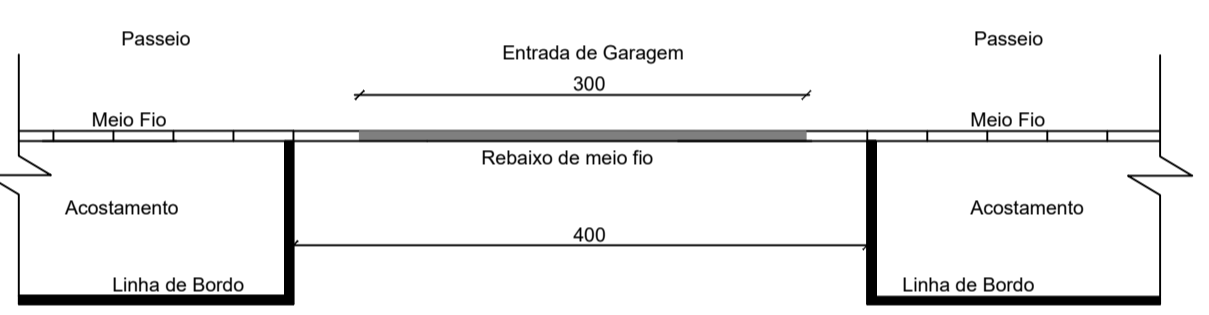 Passeio
Passeio
Entrada de Garagem
300
Meio Fio
Meio Fio
Rebaixo de meio fio
Acostamento
Acostamento
400
Linha de Bordo
Linha de Bordo